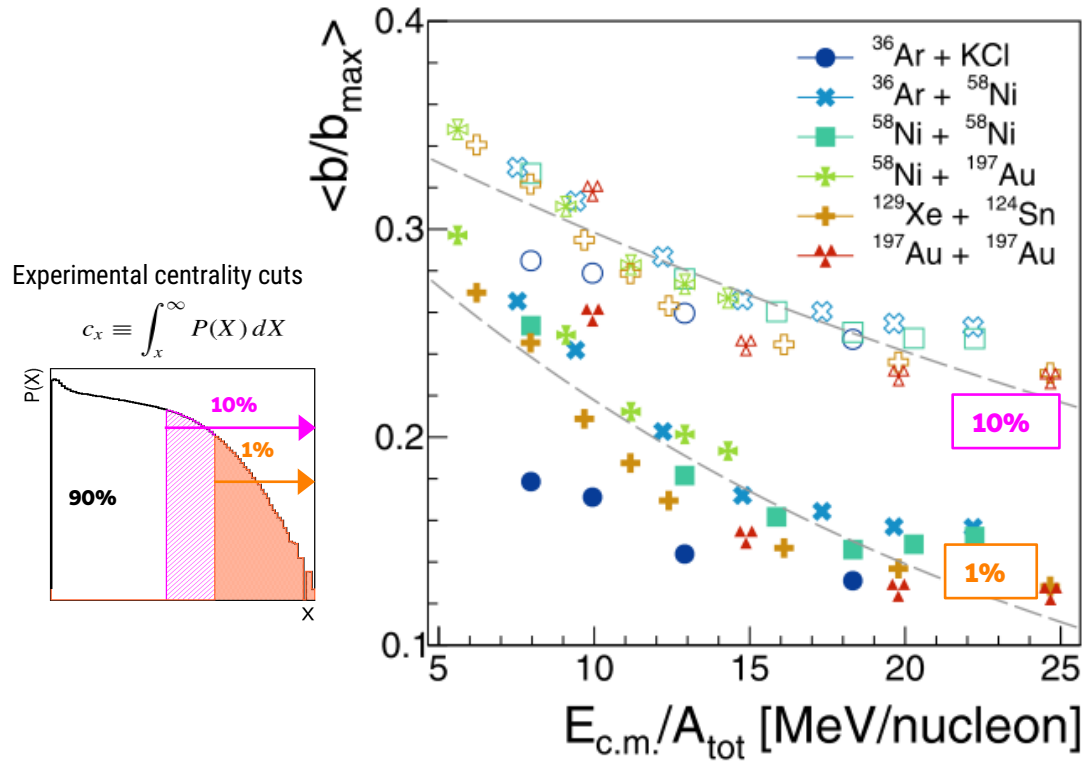 Experimental centrality cuts
c_x ≡ ∫_x^∞ P(X) dX
P(X)
10%
1%
90%
X
<b/b_max>
0.4
0.3
0.2
0.1
³⁶Ar + KCl
³⁶Ar + ⁵⁸Ni
⁵⁸Ni + ⁵⁸Ni
⁵⁸Ni + ¹⁹⁷Au
¹²⁹Xe + ¹²⁴Sn
¹⁹⁷Au + ¹⁹⁷Au
10%
1%
5 10 15 20 25
E_c.m./A_tot [MeV/nucleon]